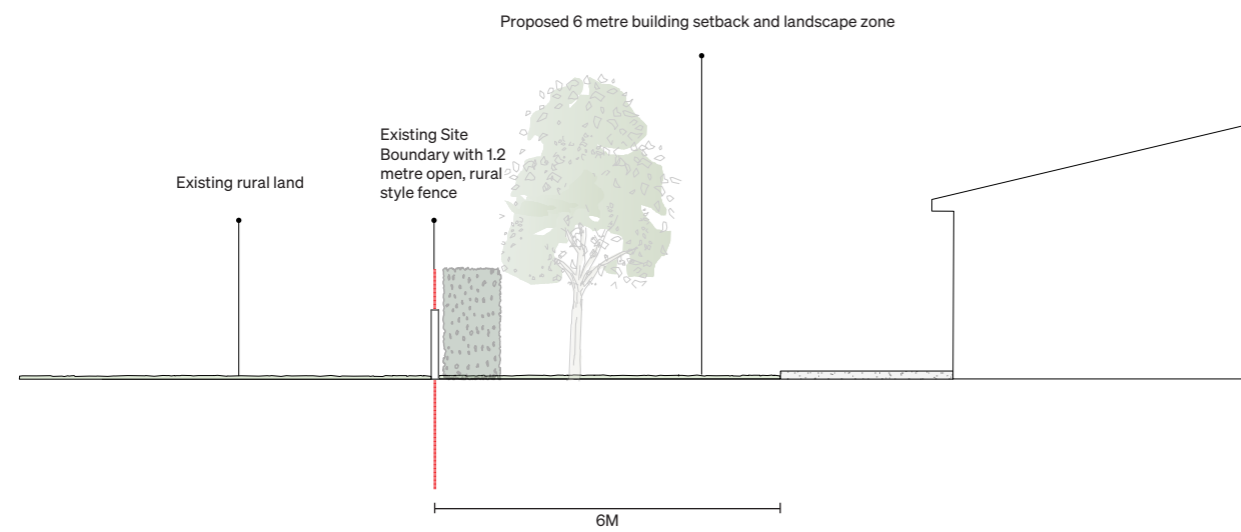 Proposed 6 metre building setback and landscape zone
Existing Site
Boundary with 1.2
metre open, rural
style fence
Existing rural land
6M